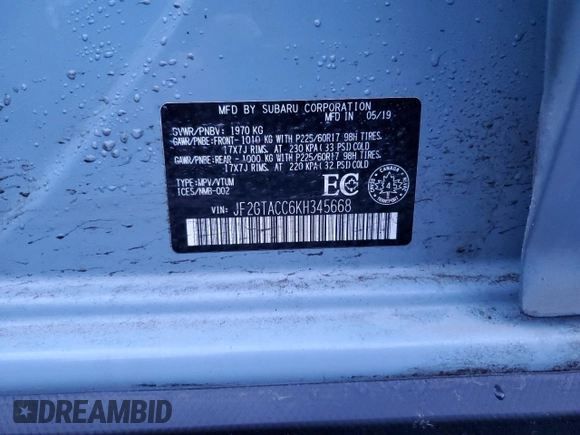 MFD BY SUBARU CORPORATION
MFD IN 05/19
GVWR/PNBV: 1970 KG
GAWR/PNBE:FRONT- 1010 KG WITH P225/60R17 98H TIRES.
17X7J RIMS. AT 230 KPA( 33 PSI)COLD
GAWR/PNBE:REAR - 1000 KG WITH P225/60R17 98H TIRES.
17X7J RIMS. AT 220 KPA( 32 PSI)COLD
TYPE:MPV/VTUM
ICES/NMB-002
EC
CANADA
VIN: JF2GTACC6KH345668
DREAMBID